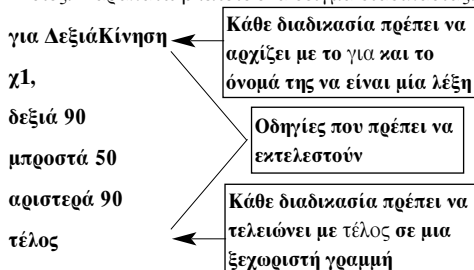 για ΔεξιάΚίνηση
χ1,
δεξιά 90
μπροστά 50
αριστερά 90
τέλος
Κάθε διαδικασία πρέπει να
αρχίζει με το για και το
όνομά της να είναι μία λέξη
Οδηγίες που πρέπει να
εκτελεστούν
Κάθε διαδικασία πρέπει να
τελειώνει με τέλος σε μια
ξεχωριστή γραμμή